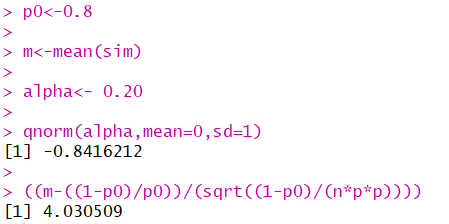 > p0<-0.8
>
> m<-mean(sim)
>
> alpha<- 0.20
>
> qnorm(alpha,mean=0,sd=1)
[1] -0.8416212
>
> ((m-((1-p0)/p0))/(sqrt((1-p0)/(n*p*p))))
[1] 4.030509